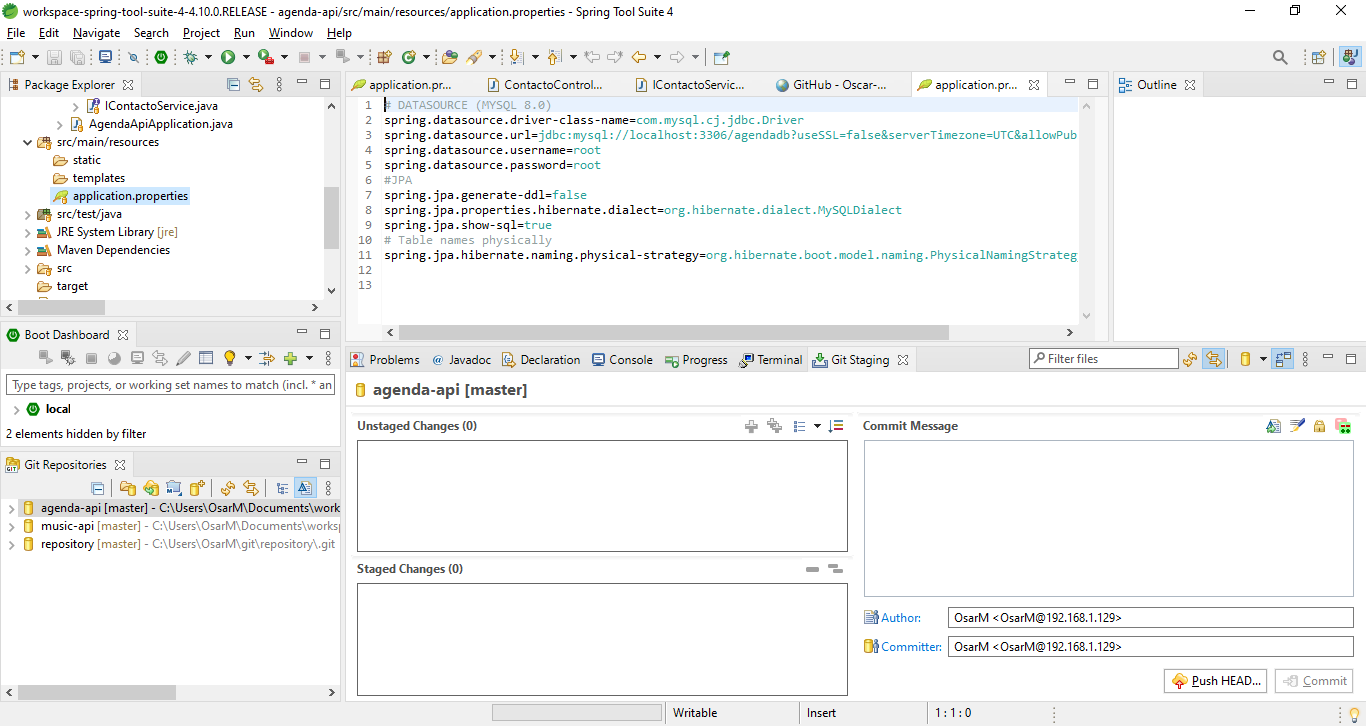 workspace-spring-tool-suite-4-4.10.0.RELEASE - agenda-api/src/main/resources/application.properties - Spring Tool Suite 4
File Edit Navigate Search Project Run Window Help
Package Explorer
IContactoService.java
AgendaApiApplication.java
src/main/resources
static
templates
application.properties
src/test/java
JRE System Library [jre]
Maven Dependencies
src
target
application.pr... ContactoControl... IContactoServic... GitHub - Oscar-... application.pr...
1 # DATASOURCE (MYSQL 8.0)
2 spring.datasource.driver-class-name=com.mysql.cj.jdbc.Driver
3 spring.datasource.url=jdbc:mysql://localhost:3306/agendadb?useSSL=false&serverTimezone=UTC&allowPub
4 spring.datasource.username=root
5 spring.datasource.password=root
6 #JPA
7 spring.jpa.generate-ddl=false
8 spring.jpa.properties.hibernate.dialect=org.hibernate.dialect.MySQLDialect
9 spring.jpa.show-sql=true
10 # Table names physically
11 spring.jpa.hibernate.naming.physical-strategy=org.hibernate.boot.model.naming.PhysicalNamingStrateg
12
13
Outline
Boot Dashboard
Type tags, projects, or working set names to match (incl. * an
local
2 elements hidden by filter
Git Repositories
GIT
agenda-api [master] - C:\Users\OsarM\Documents\work
music-api [master] - C:\Users\OsarM\Documents\worksp
repository [master] - C:\Users\OsarM\git\repository\.git
Problems @ Javadoc Declaration Console Progress Terminal Git Staging
Filter files
agenda-api [master]
Unstaged Changes (0)
Staged Changes (0)
Commit Message
Author: OsarM <OsarM@192.168.1.129>
Committer: OsarM <OsarM@192.168.1.129>
Push HEAD... Commit
Writable Insert 1 : 1 : 0